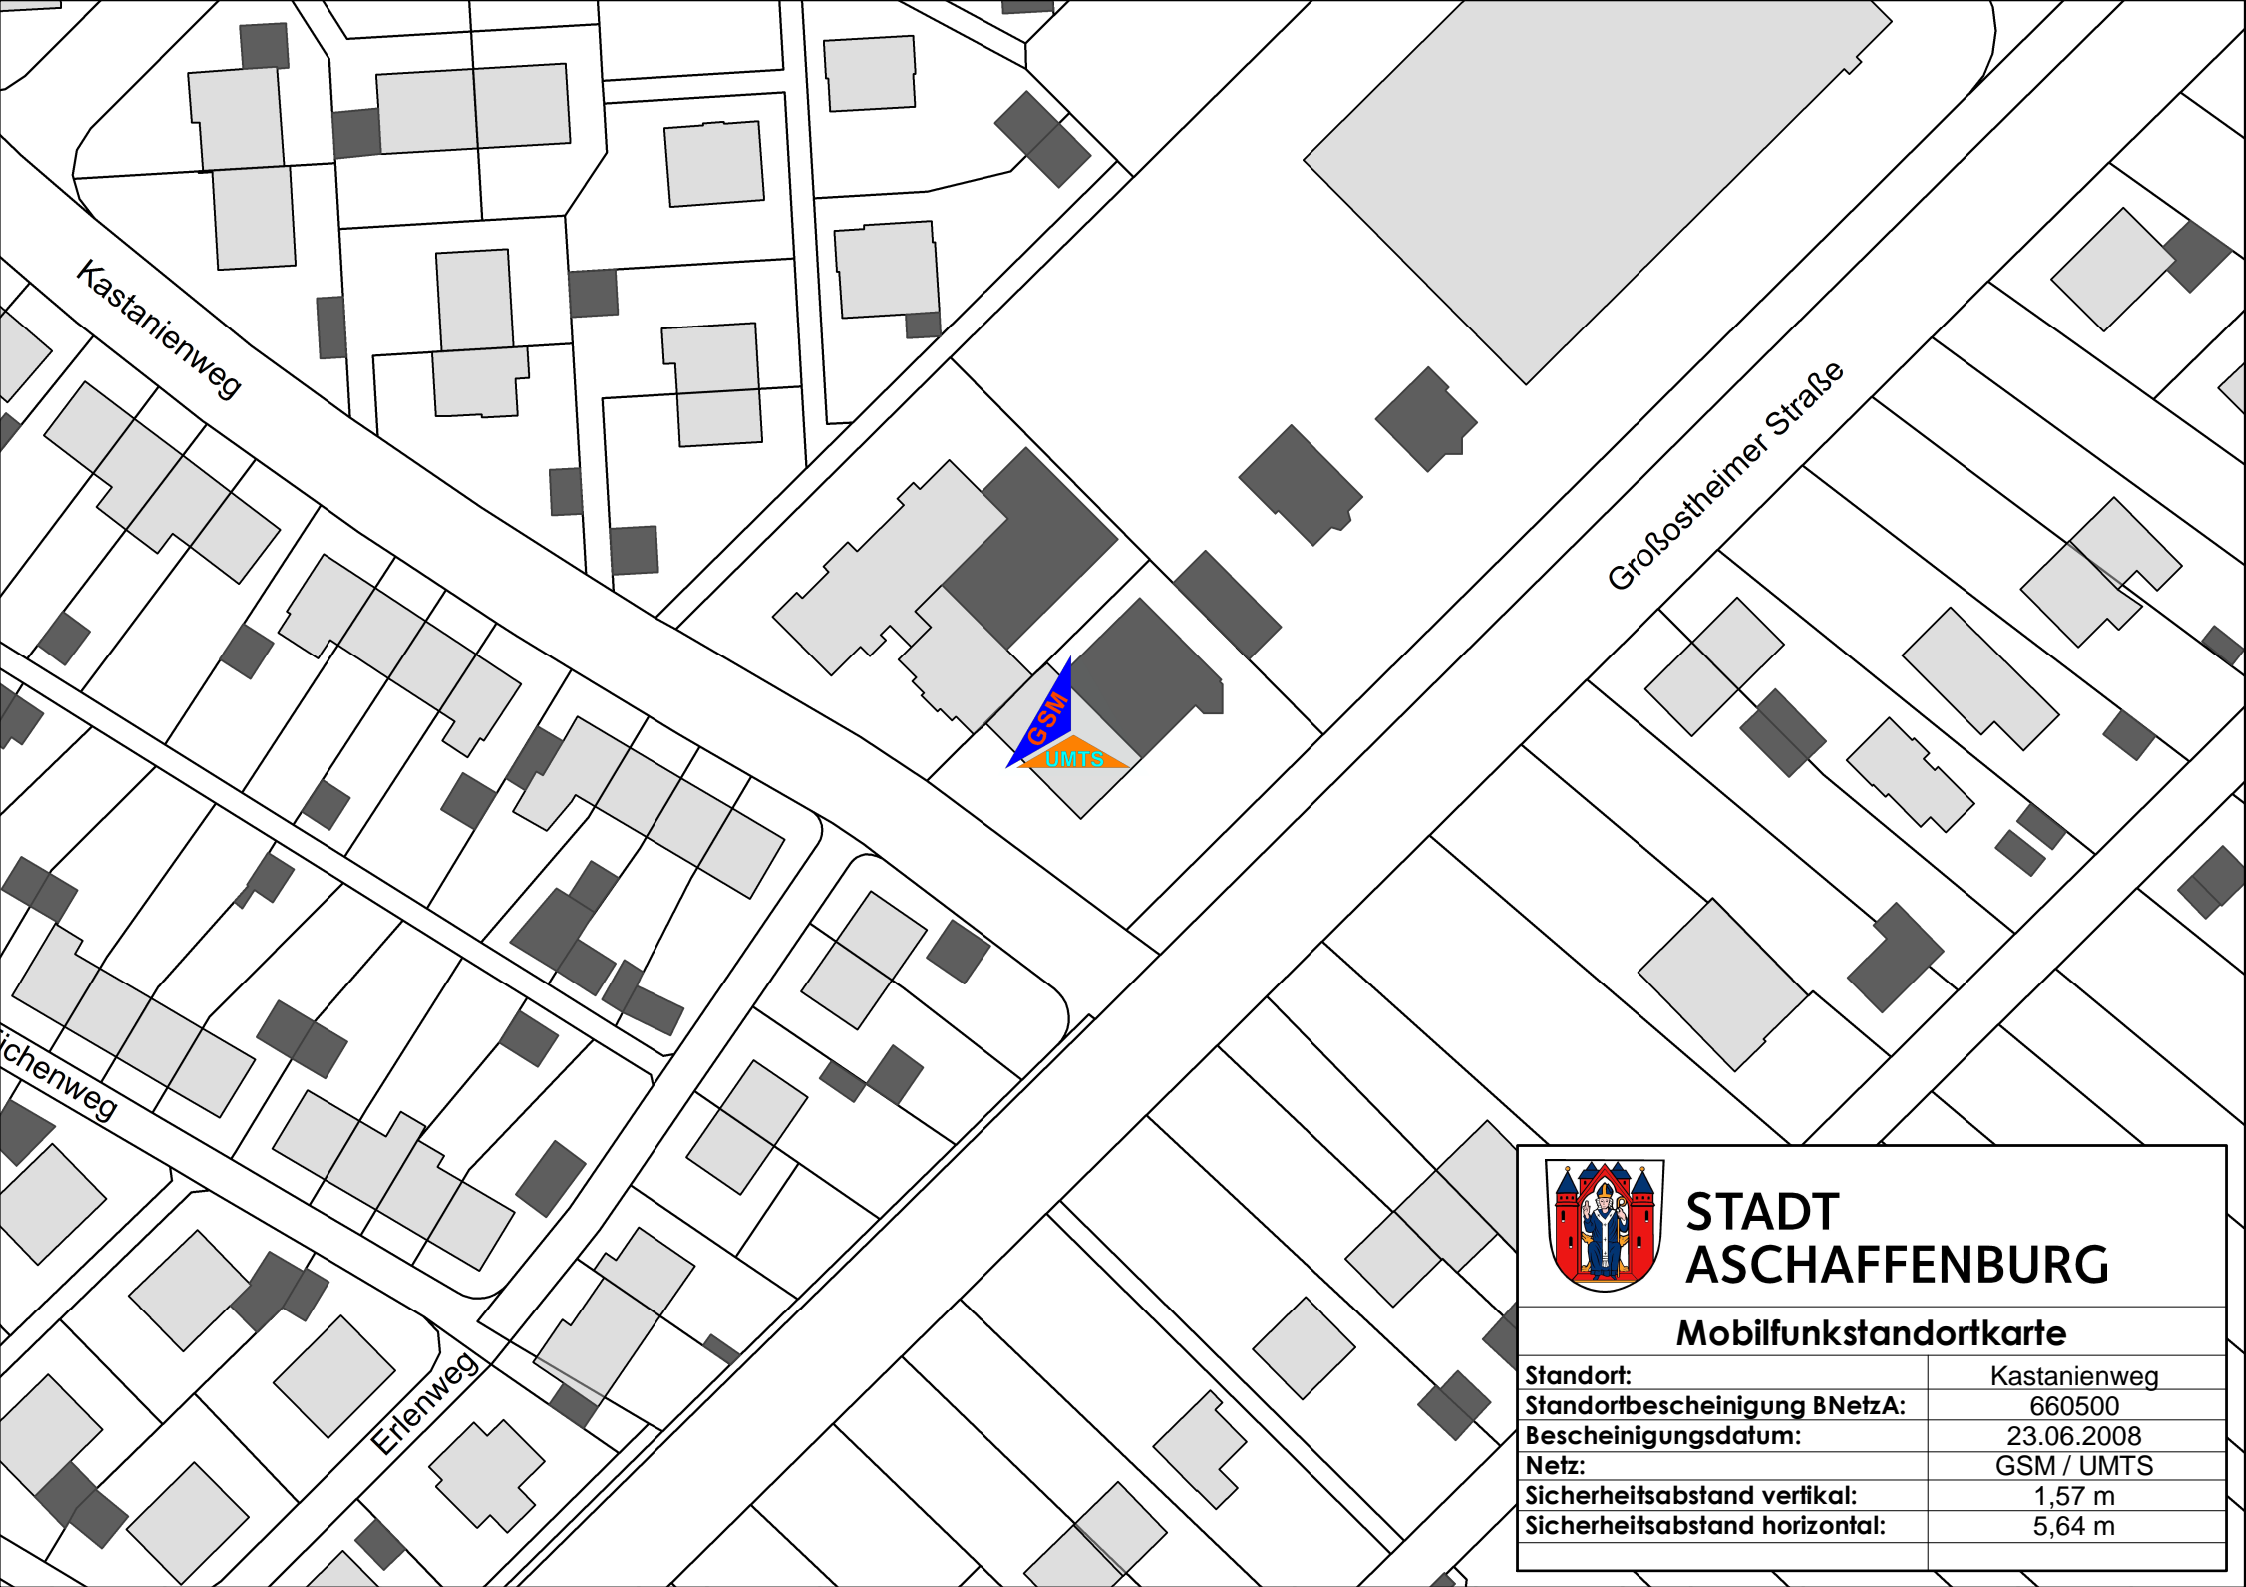 Kastanienweg
Großostheimer Straße
GSM
UMTS
ichenweg
Erlenweg
STADT
ASCHAFFENBURG
Mobilfunkstandortkarte
Standort: Kastanienweg
Standortbescheinigung BNetzA: 660500
Bescheinigungsdatum: 23.06.2008
Netz: GSM / UMTS
Sicherheitsabstand vertikal: 1,57 m
Sicherheitsabstand horizontal: 5,64 m